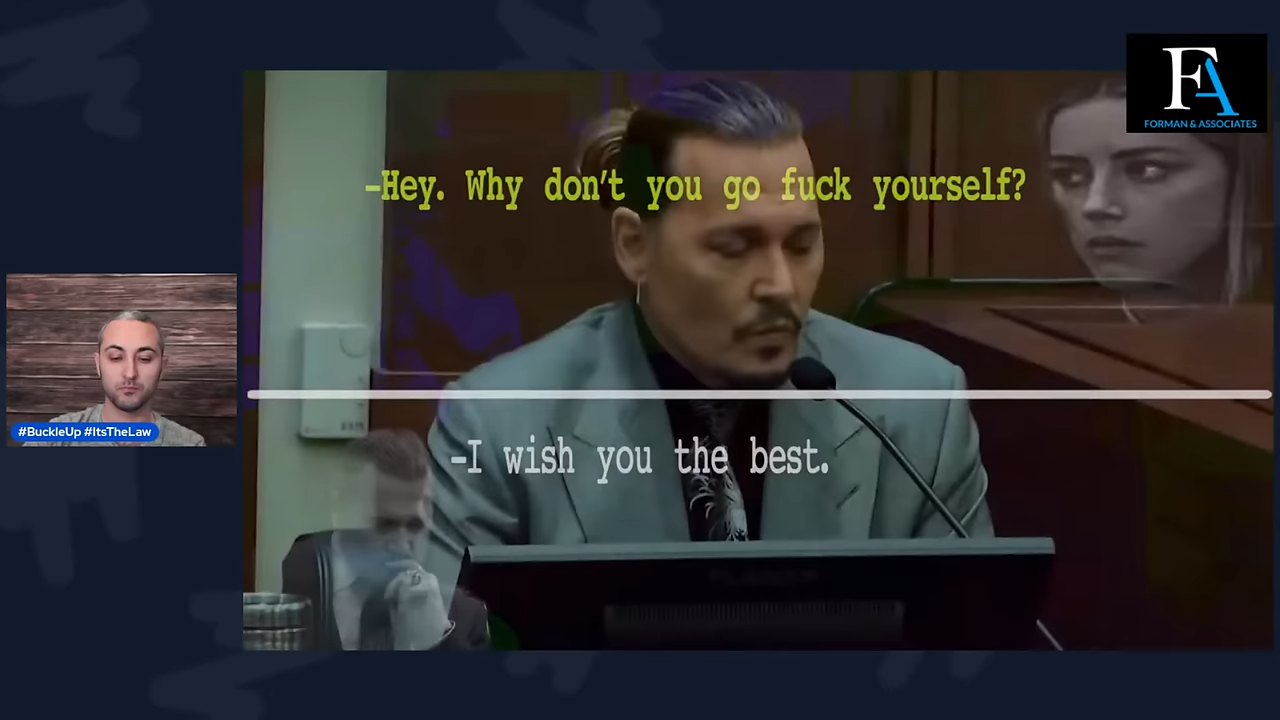 FA
FORMAN & ASSOCIATES
–Hey. Why don't you go fuck yourself?
#BuckleUp #ItsTheLaw
–I wish you the best.